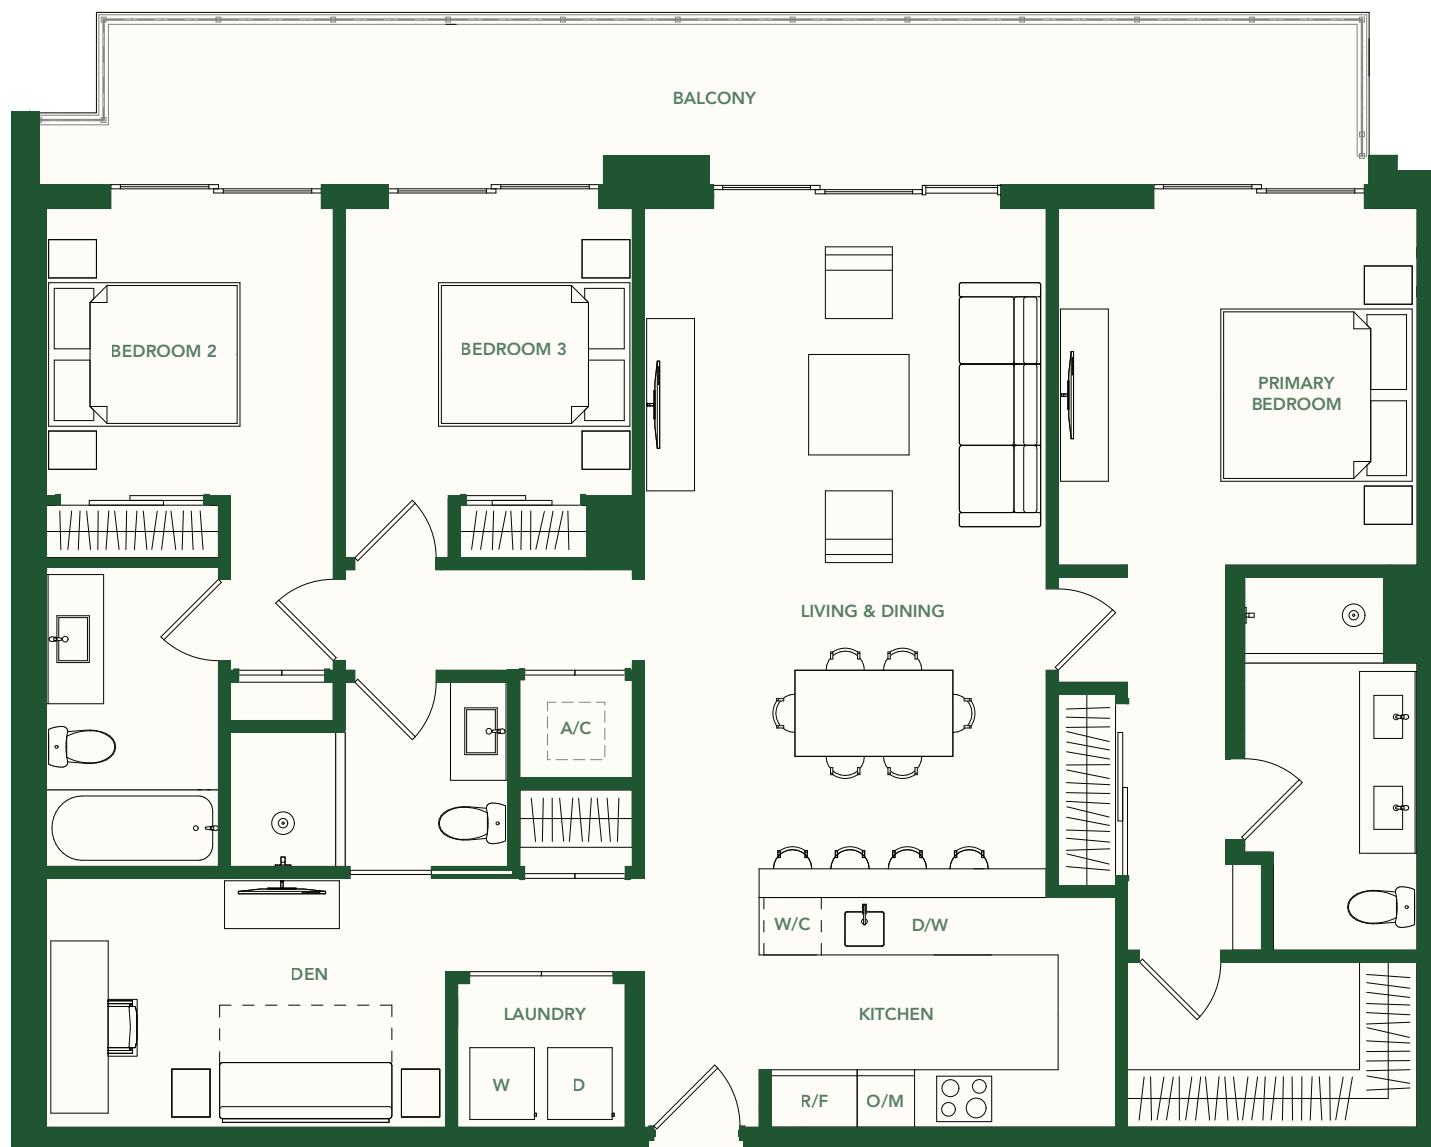 BALCONY
BEDROOM 2
BEDROOM 3
PRIMARY
BEDROOM
LIVING & DINING
A/C
W/C
D/W
DEN
LAUNDRY
KITCHEN
W
D
R/F
O/M